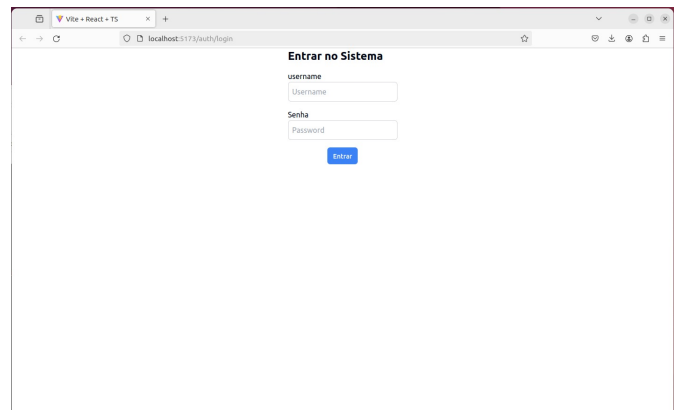 Vite + React + TS
localhost:5173/auth/login
Entrar no Sistema
username
Username
Senha
Password
Entrar